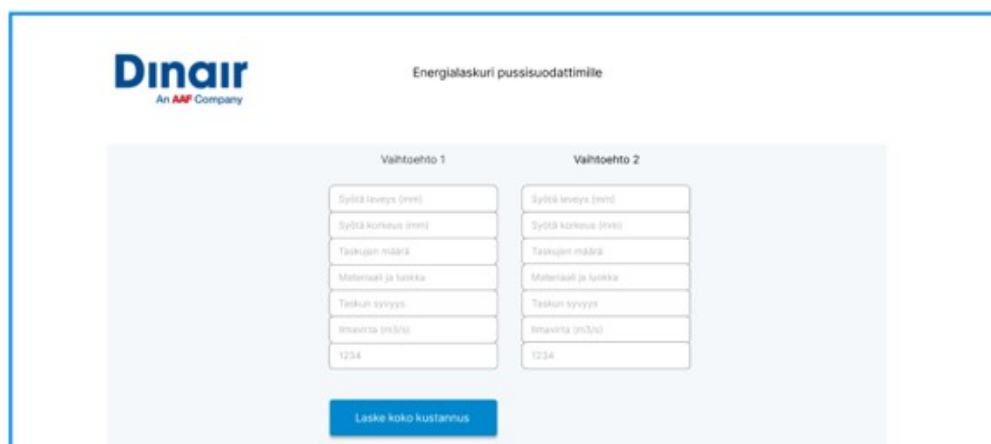 Dinair
An AAF Company
Energialaskuri pussisuodattimille
Vaihtoehto 1 Vaihtoehto 2
Syötä leveys (mm) Syötä leveys (mm)
Syötä korkeus (mm) Syötä korkeus (mm)
Taskujen määrä Taskujen määrä
Materiaali ja luokka Materiaali ja luokka
Taskun syvyys Taskun syvyys
Ilmavirta (m3/s) Ilmavirta (m3/s)
1234 1234
Laske koko kustannus